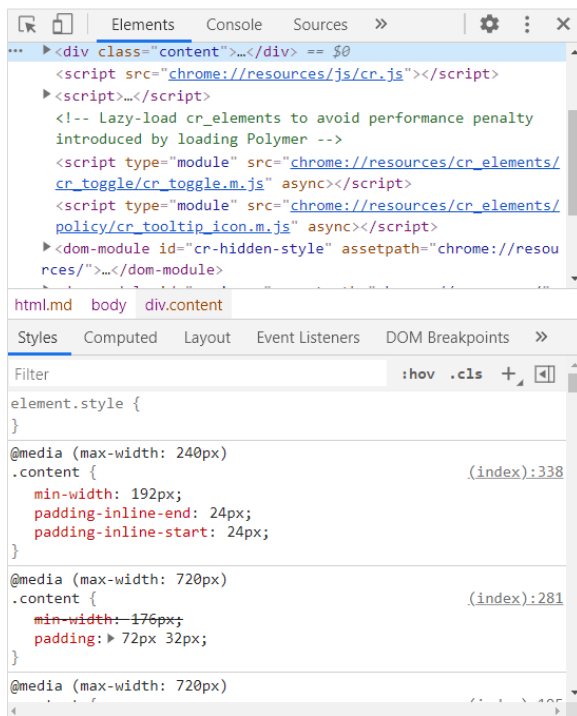 Elements Console Sources »
… ▶<div class="content">…</div> == $0
<script src="chrome://resources/js/cr.js"></script>
▶<script>…</script>
<!-- Lazy-load cr_elements to avoid performance penalty
introduced by loading Polymer -->
<script type="module" src="chrome://resources/cr_elements/
cr_toggle/cr_toggle.m.js" async></script>
<script type="module" src="chrome://resources/cr_elements/
policy/cr_tooltip_icon.m.js" async></script>
▶<dom-module id="cr-hidden-style" assetpath="chrome://resou
rces/">…</dom-module>
html.md body div.content
Styles Computed Layout Event Listeners DOM Breakpoints »
Filter :hov .cls +
element.style {
}
@media (max-width: 240px)
.content { (index):338
min-width: 192px;
padding-inline-end: 24px;
padding-inline-start: 24px;
}
@media (max-width: 720px)
.content { (index):281
min-width: 176px;
padding:▶ 72px 32px;
}
@media (max-width: 720px)